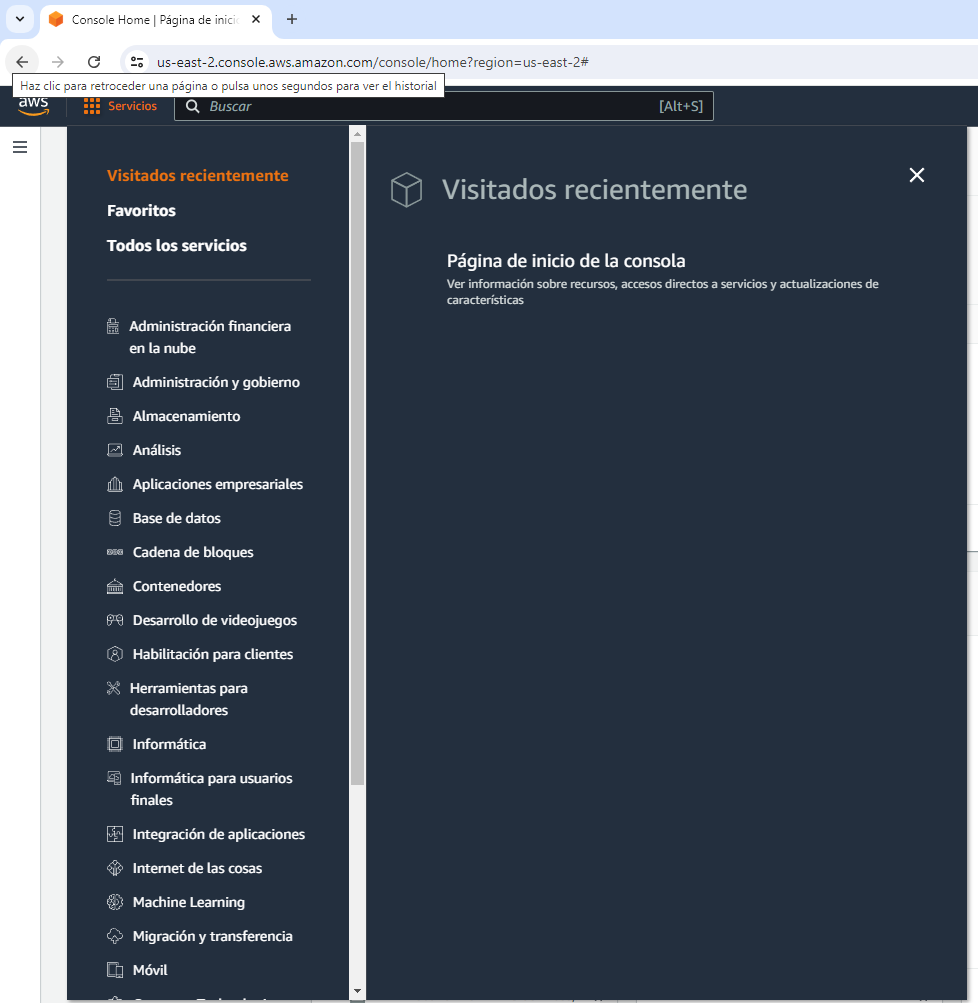 Console Home | Página de inici
us-east-2.console.aws.amazon.com/console/home?region=us-east-2#
Haz clic para retroceder una página o pulsa unos segundos para ver el historial
aws
Servicios
Buscar
[Alt+S]
Visitados recientemente
Favoritos
Todos los servicios
Administración financiera
en la nube
Administración y gobierno
Almacenamiento
Análisis
Aplicaciones empresariales
Base de datos
Cadena de bloques
Contenedores
Desarrollo de videojuegos
Habilitación para clientes
Herramientas para
desarrolladores
Informática
Informática para usuarios
finales
Integración de aplicaciones
Internet de las cosas
Machine Learning
Migración y transferencia
Móvil
Visitados recientemente
Página de inicio de la consola
Ver información sobre recursos, accesos directos a servicios y actualizaciones de
características